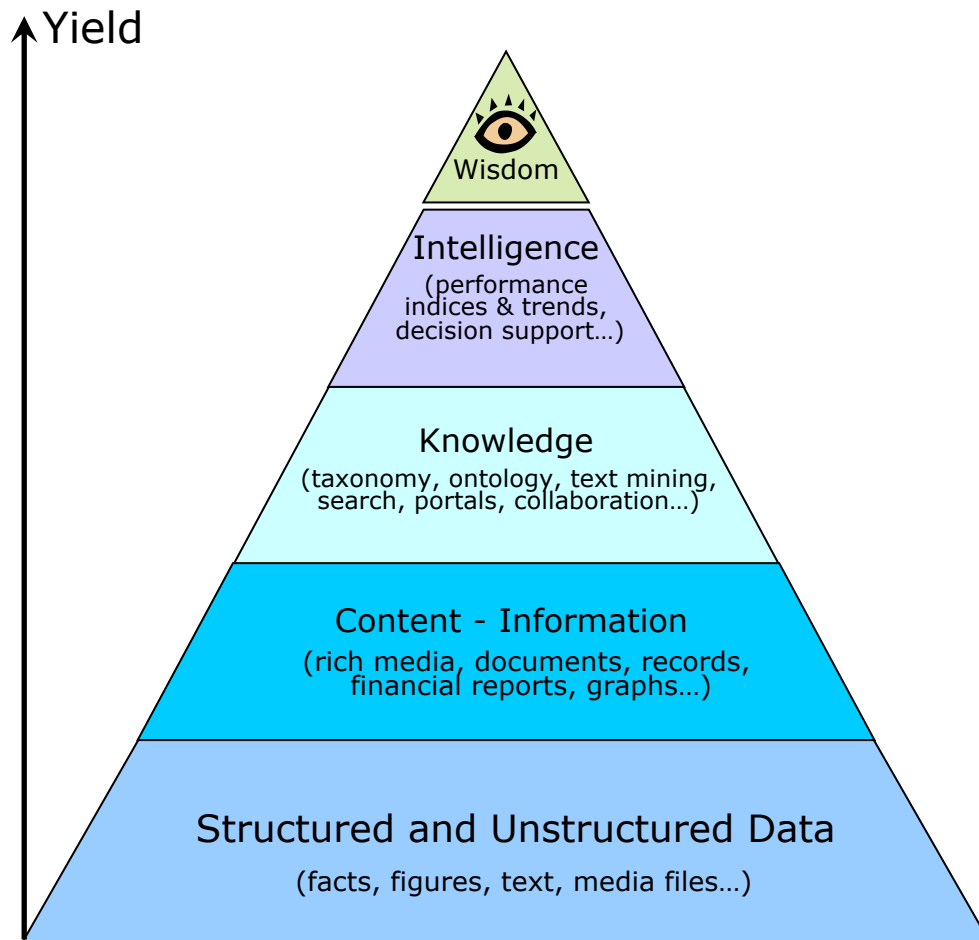 Yield
Wisdom
Intelligence
(performance
indices & trends,
decision support…)
Knowledge
(taxonomy, ontology, text mining,
search, portals, collaboration…)
Content - Information
(rich media, documents, records,
financial reports, graphs…)
Structured and Unstructured Data
(facts, figures, text, media files…)